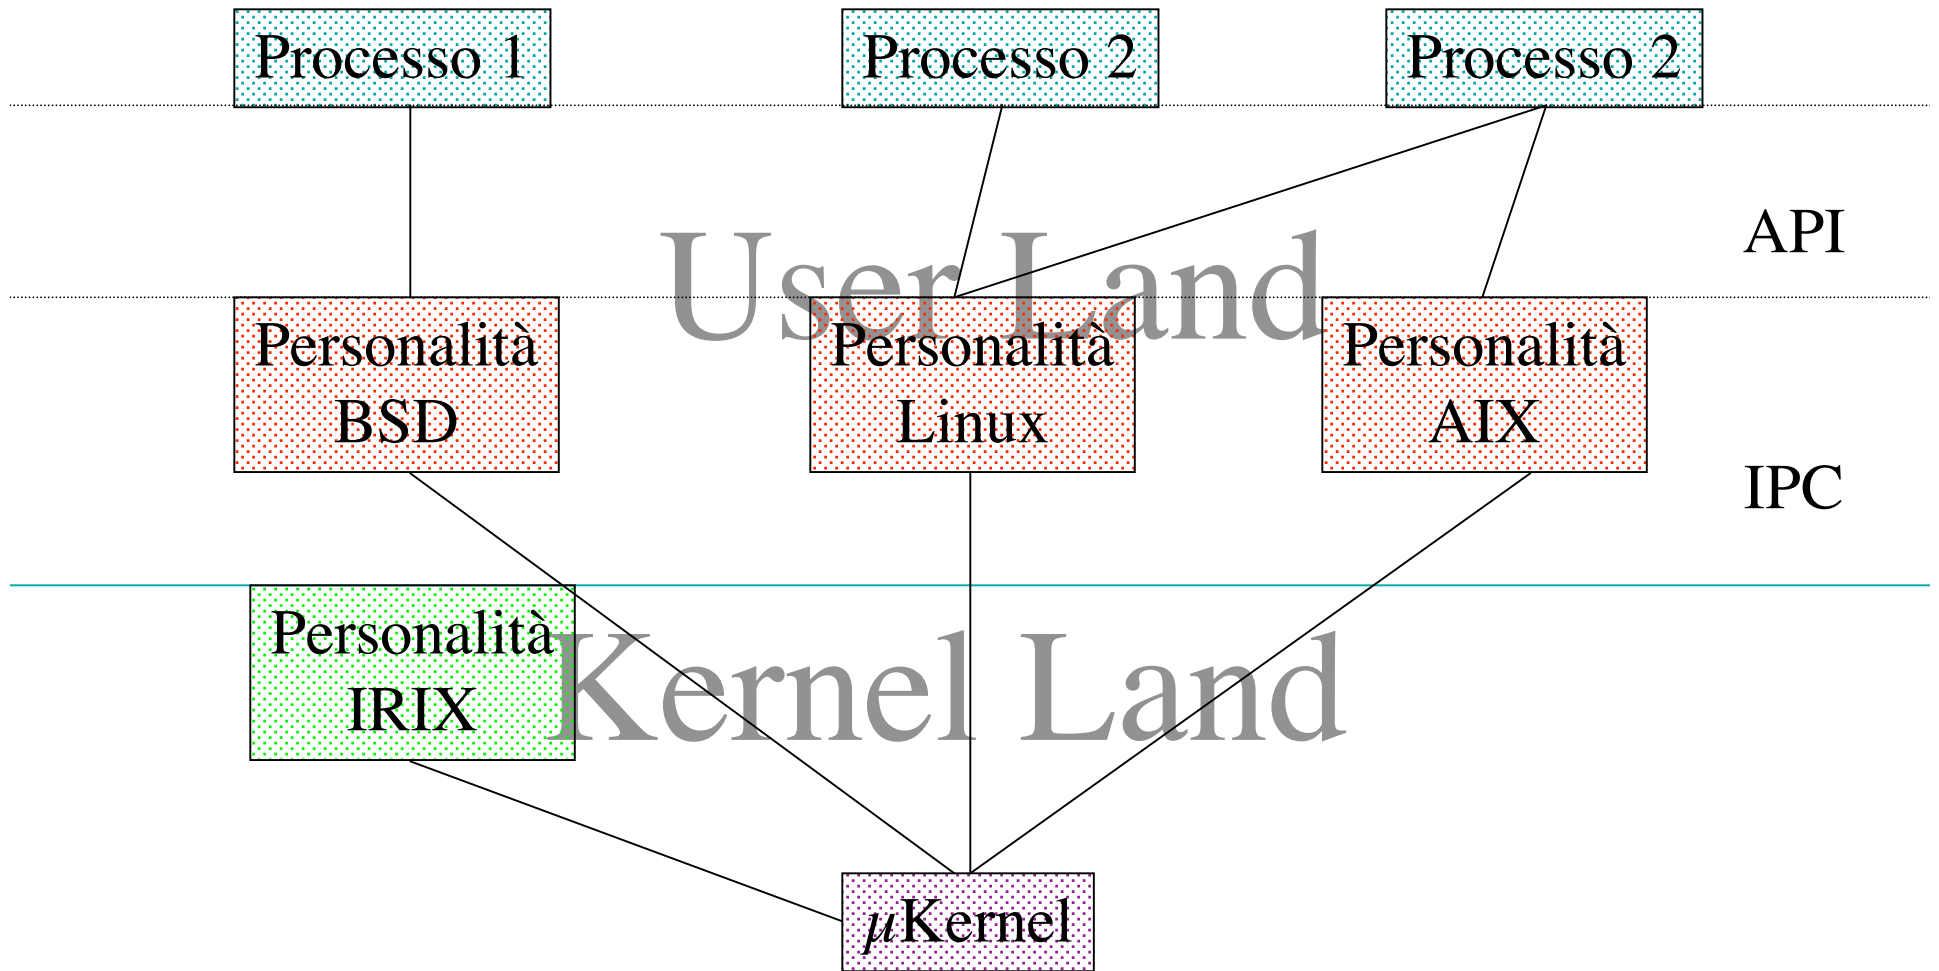 Processo 1
Processo 2
Processo 2
API
User Land
Personalità
BSD
Personalità
Linux
Personalità
AIX
IPC
Personalità
IRIX
Kernel Land
µKernel